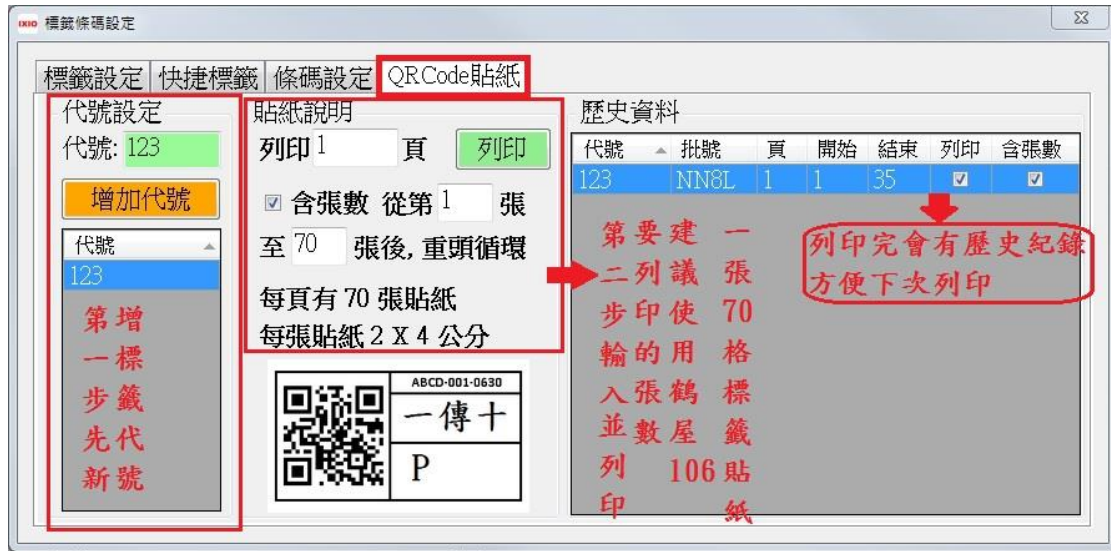 IXIO 標籤條碼設定
標籤設定 快捷標籤 條碼設定 QRCode貼紙
代號設定
代號: 123
增加代號
代號
123
第一步先新
增標籤代號
貼紙說明
列印 1 頁 列印
含張數 從第 1 張
至 70 張後, 重頭循環
每頁有 70 張貼紙
每張貼紙 2 X 4 公分
ABCD-001-0630
一傳十
P
歷史資料
代號 批號 頁 開始 結束 列印 含張數
123 NN8L 1 1 35
第二步輸入並列印
要列印的張數
建議使用鶴屋106
一張70格標籤貼紙
列印完會有歷史紀錄
方便下次列印